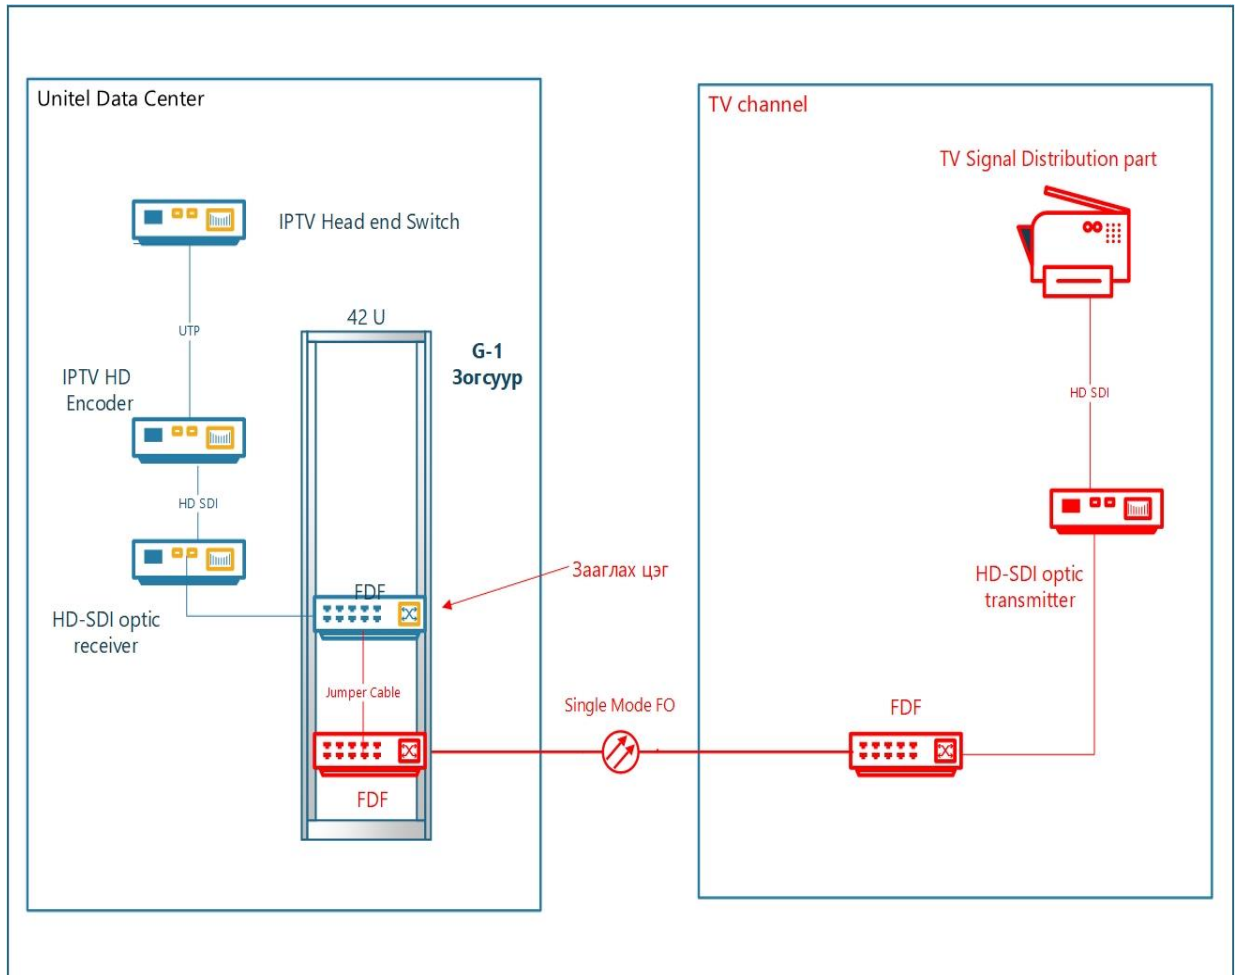 Unitel Data Center
TV channel
TV Signal Distribution part
IPTV Head end Switch
42 U
UTP
G-1
Зогсуур
IPTV HD
Encoder
HD SDI
HD SDI
HD-SDI optic
transmitter
Зааглах цэг
FDF
HD-SDI optic
receiver
Jumper Cable
Single Mode FO
FDF
FDF